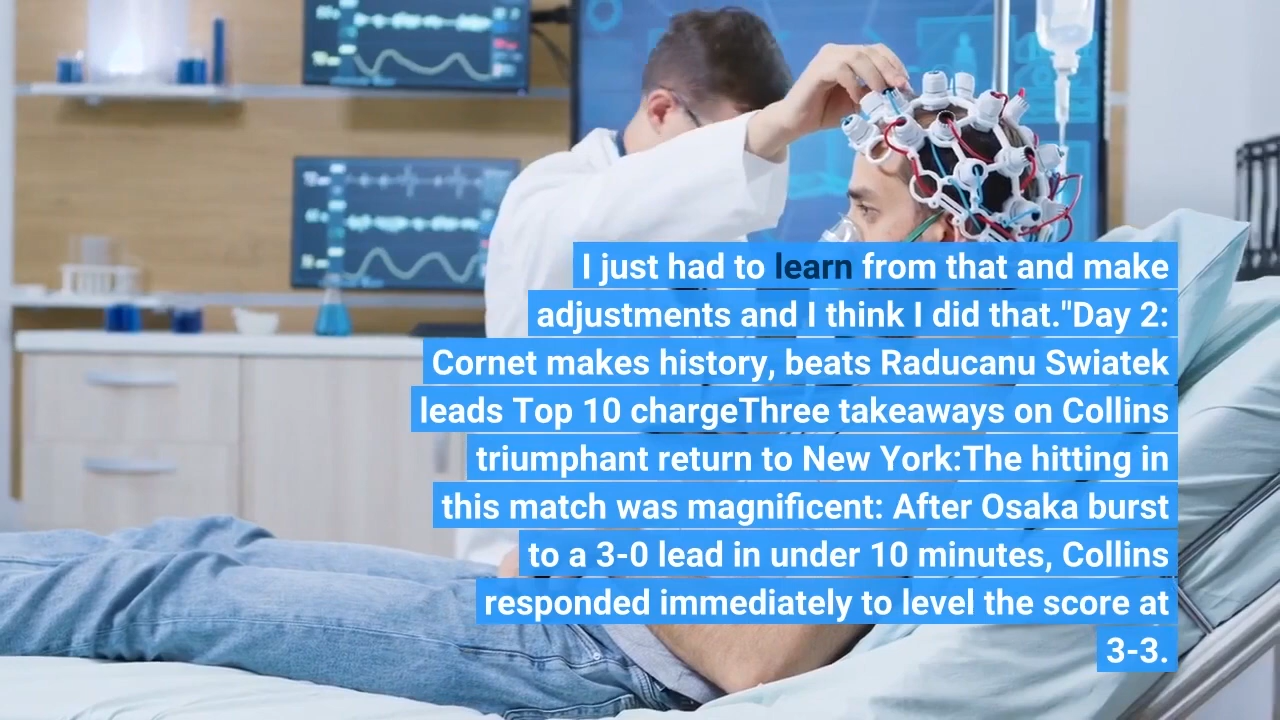 I just had to learn from that and make
adjustments and I think I did that."Day 2:
Cornet makes history, beats Raducanu Swiatek
leads Top 10 chargeThree takeaways on Collins
triumphant return to New York:The hitting in
this match was magnificent: After Osaka burst
to a 3-0 lead in under 10 minutes, Collins
responded immediately to level the score at
3-3.